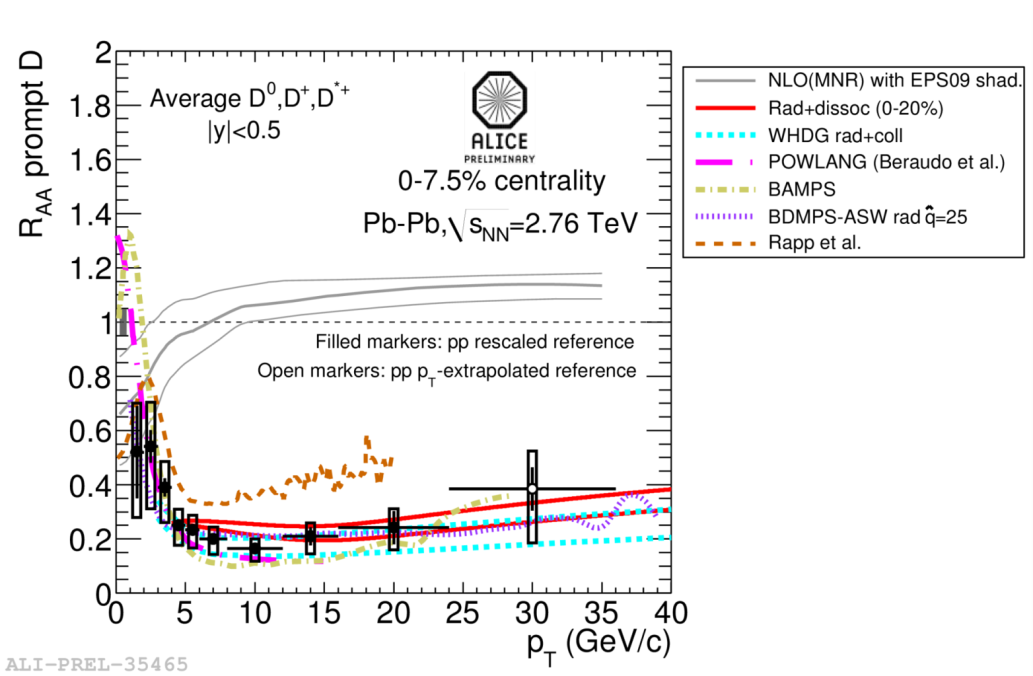 R_AA prompt D
2
1.8
1.6
1.4
1.2
1
0.8
0.6
0.4
0.2
0
Average D⁰,D⁺,D*⁺
|y|<0.5
ALICE
PRELIMINARY
0-7.5% centrality
Pb-Pb,√s_NN=2.76 TeV
Filled markers: pp rescaled reference
Open markers: pp p_T-extrapolated reference
0 5 10 15 20 25 30 35 40
p_T (GeV/c)
NLO(MNR) with EPS09 shad.
Rad+dissoc (0-20%)
WHDG rad+coll
POWLANG (Beraudo et al.)
BAMPS
BDMPS-ASW rad q̂=25
Rapp et al.
ALI-PREL-35465